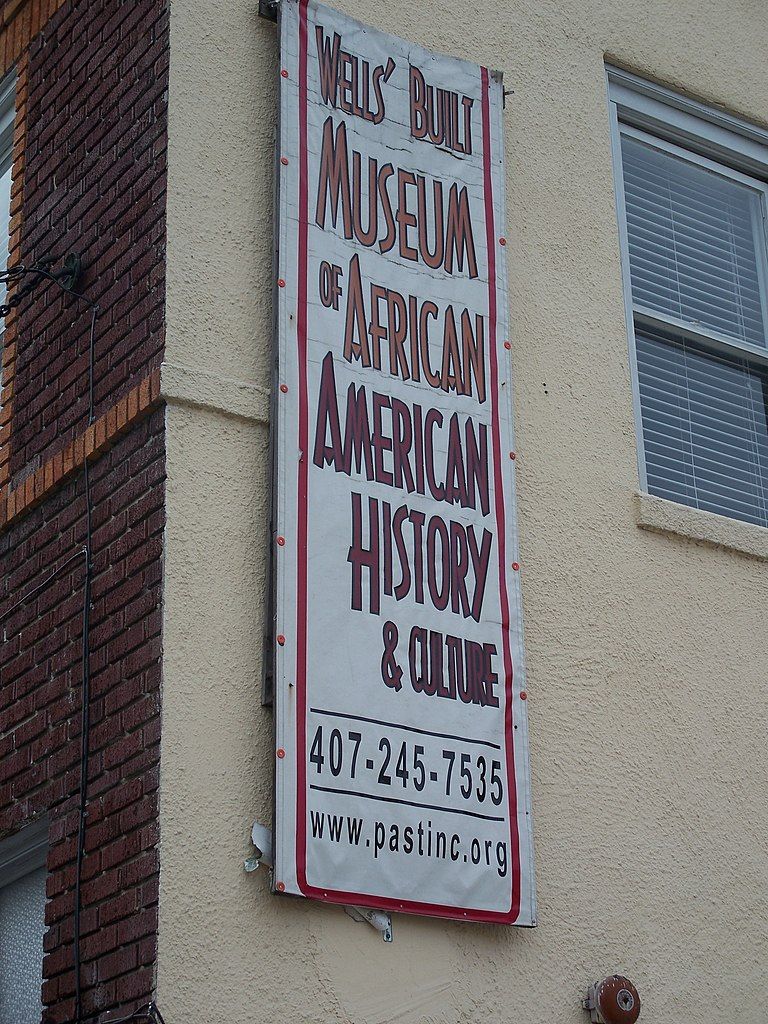 WELLS' BUILT
MUSEUM
OF AFRICAN
AMERICAN
HISTORY
& CULTURE
407-245-7535
www.pastinc.org